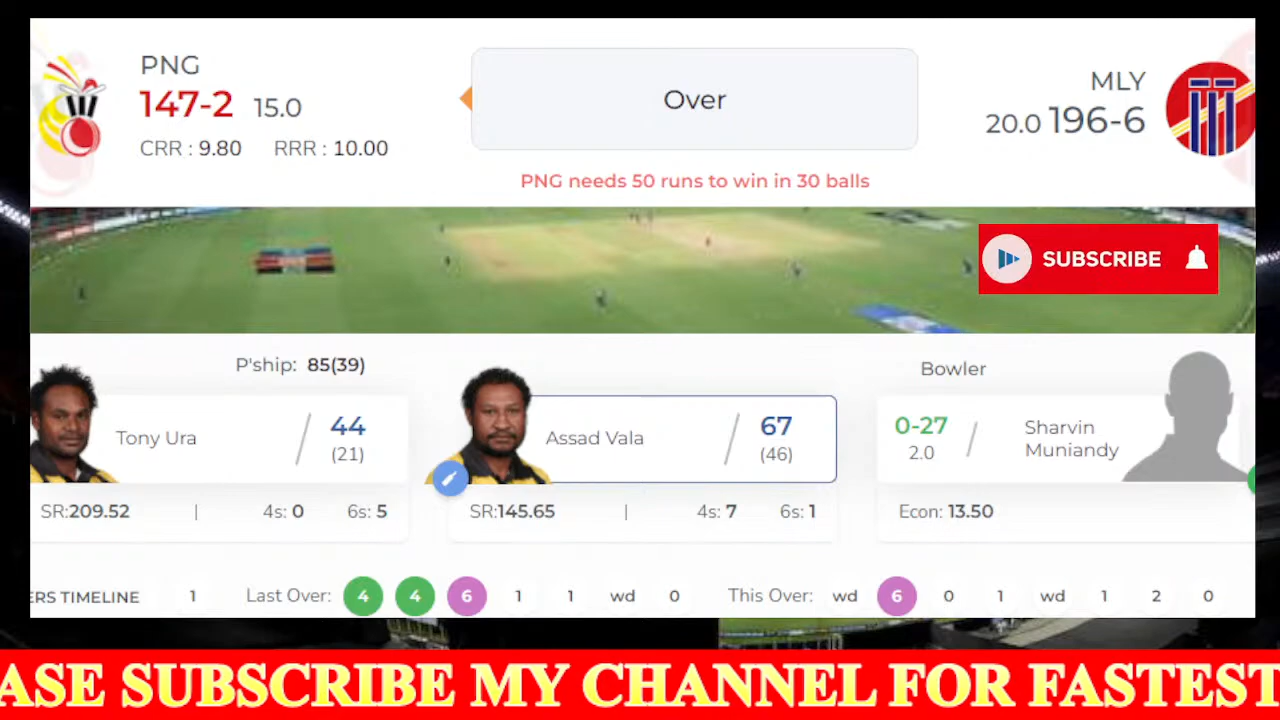 PNG
147-2 15.0
CRR : 9.80 RRR : 10.00
Over
MLY
20.0 196-6
PNG needs 50 runs to win in 30 balls
SUBSCRIBE
P'ship: 85(39)
Tony Ura
44
(21)
SR:209.52 | 4s: 0 6s: 5
Assad Vala
67
(46)
SR:145.65 | 4s: 7 6s: 1
Bowler
0-27
2.0
Sharvin
Muniandy
Econ: 13.50
ERS TIMELINE 1 Last Over: 4 4 6 1 1 wd 0 This Over: wd 6 0 1 wd 1 2 0
ASE SUBSCRIBE MY CHANNEL FOR FASTEST